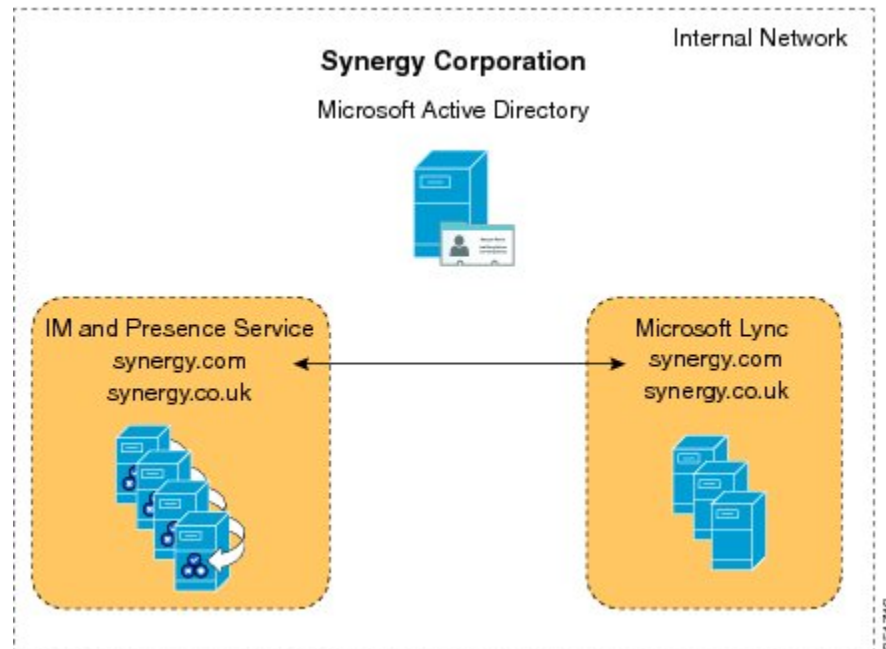 Internal Network
Synergy Corporation
Microsoft Active Directory
IM and Presence Service
synergy.com
synergy.co.uk
Microsoft Lync
synergy.com
synergy.co.uk